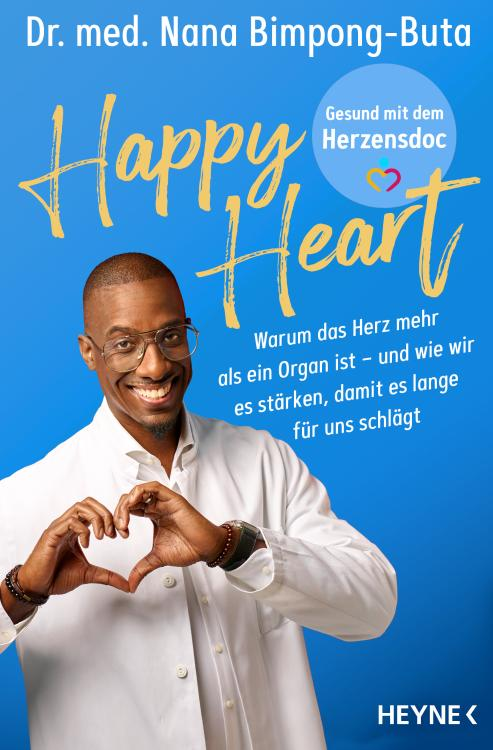 Dr. med. Nana Bimpong-Buta
Happy
Gesund mit dem
Herzensdoc
Heart
Warum das Herz mehr
als ein Organ ist – und wie wir
es stärken, damit es lange
für uns schlägt
HEYNE